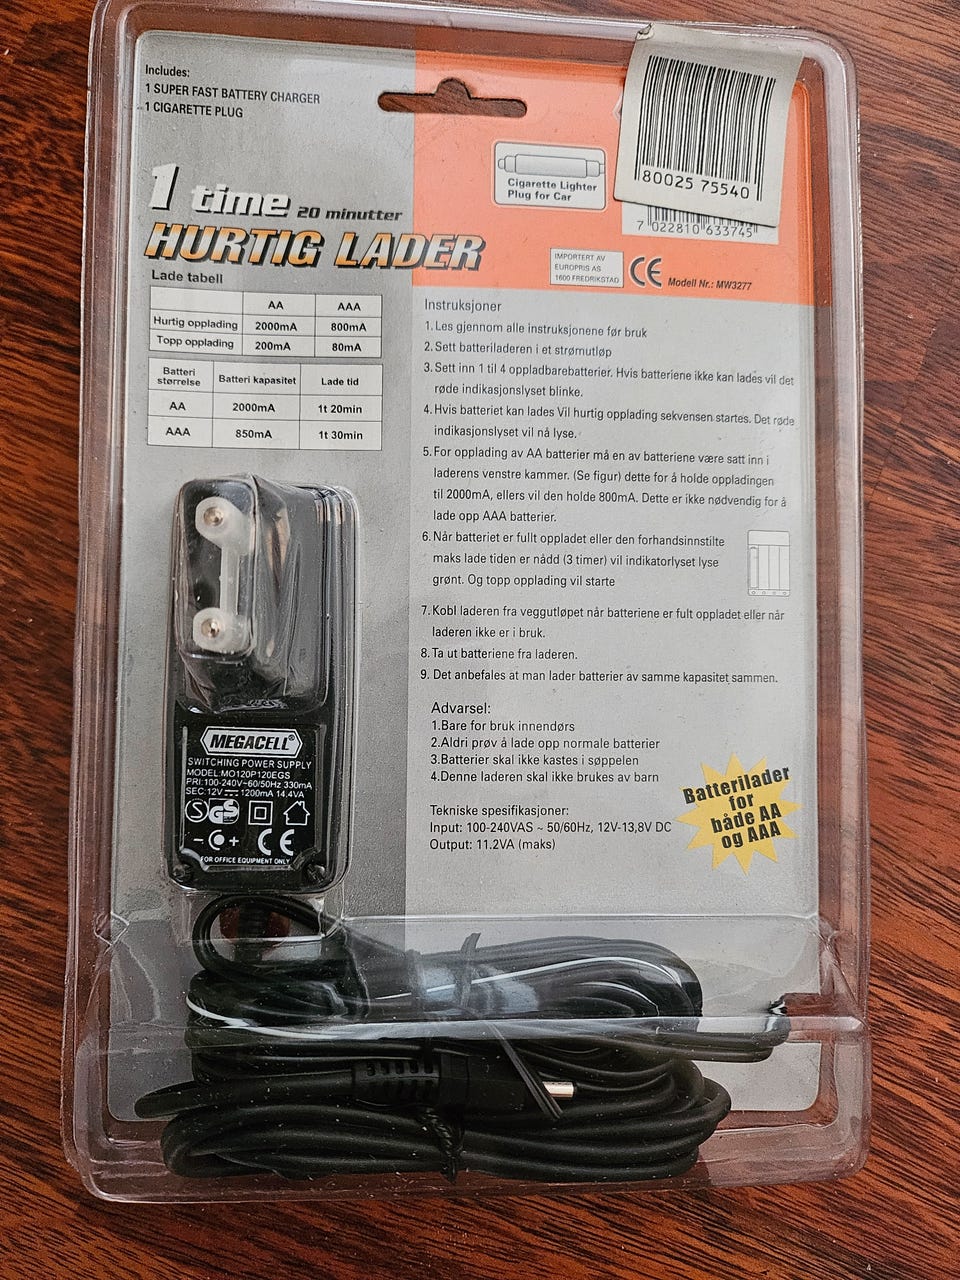 Includes:
1 SUPER FAST BATTERY CHARGER
1 CIGARETTE PLUG
Cigarette Lighter
Plug for Car
80025 75540
7 022810 633745
1 time 20 minutter
HURTIG LADER
IMPORTERT AV
EUROPRIS AS
1600 FREDRIKSTAD
CE
Modell Nr.: MW3277
Lade tabell
AA AAA
Hurtig opplading 2000mA 800mA
Topp opplading 200mA 80mA
Batteri størrelse Batteri kapasitet Lade tid
AA 2000mA 1t 20min
AAA 850mA 1t 30min
Instruksjoner
1. Les gjennom alle instruksjonene før bruk
2. Sett batteriladeren i et strømutløp
3. Sett inn 1 til 4 oppladbarebatterier. Hvis batteriene ikke kan lades vil det
røde indikasjonslyset blinke.
4. Hvis batteriet kan lades Vil hurtig opplading sekvensen startes. Det røde
indikasjonslyset vil nå lyse.
5. For opplading av AA batterier må en av batteriene være satt inn i
laderens venstre kammer. (Se figur) dette for å holde oppladingen
til 2000mA, ellers vil den holde 800mA. Dette er ikke nødvendig for å
lade opp AAA batterier.
6. Når batteriet er fullt oppladet eller den forhandsinnstilte
maks lade tiden er nådd (3 timer) vil indikatorlyset lyse
grønt. Og topp opplading vil starte
7. Kobl laderen fra veggutløpet når batteriene er fult oppladet eller når
laderen ikke er i bruk.
8. Ta ut batteriene fra laderen.
9. Det anbefales at man lader batterier av samme kapasitet sammen.
Advarsel:
1.Bare for bruk innendørs
2.Aldri prøv å lade opp normale batterier
3.Batterier skal ikke kastes i søppelen
4.Denne laderen skal ikke brukes av barn
Tekniske spesifikasjoner:
Input: 100-240VAS ~ 50/60Hz, 12V-13,8V DC
Output: 11.2VA (maks)
Batterilader
for
både AA
og AAA
MEGACELL®
SWITCHING POWER SUPPLY
MODEL:MO120P120EGS
PRI:100-240V~60/50Hz 330mA
SEC:12V 1200mA 14.4VA
S GS
- + CE
FOR OFFICE EQUIPMENT ONLY